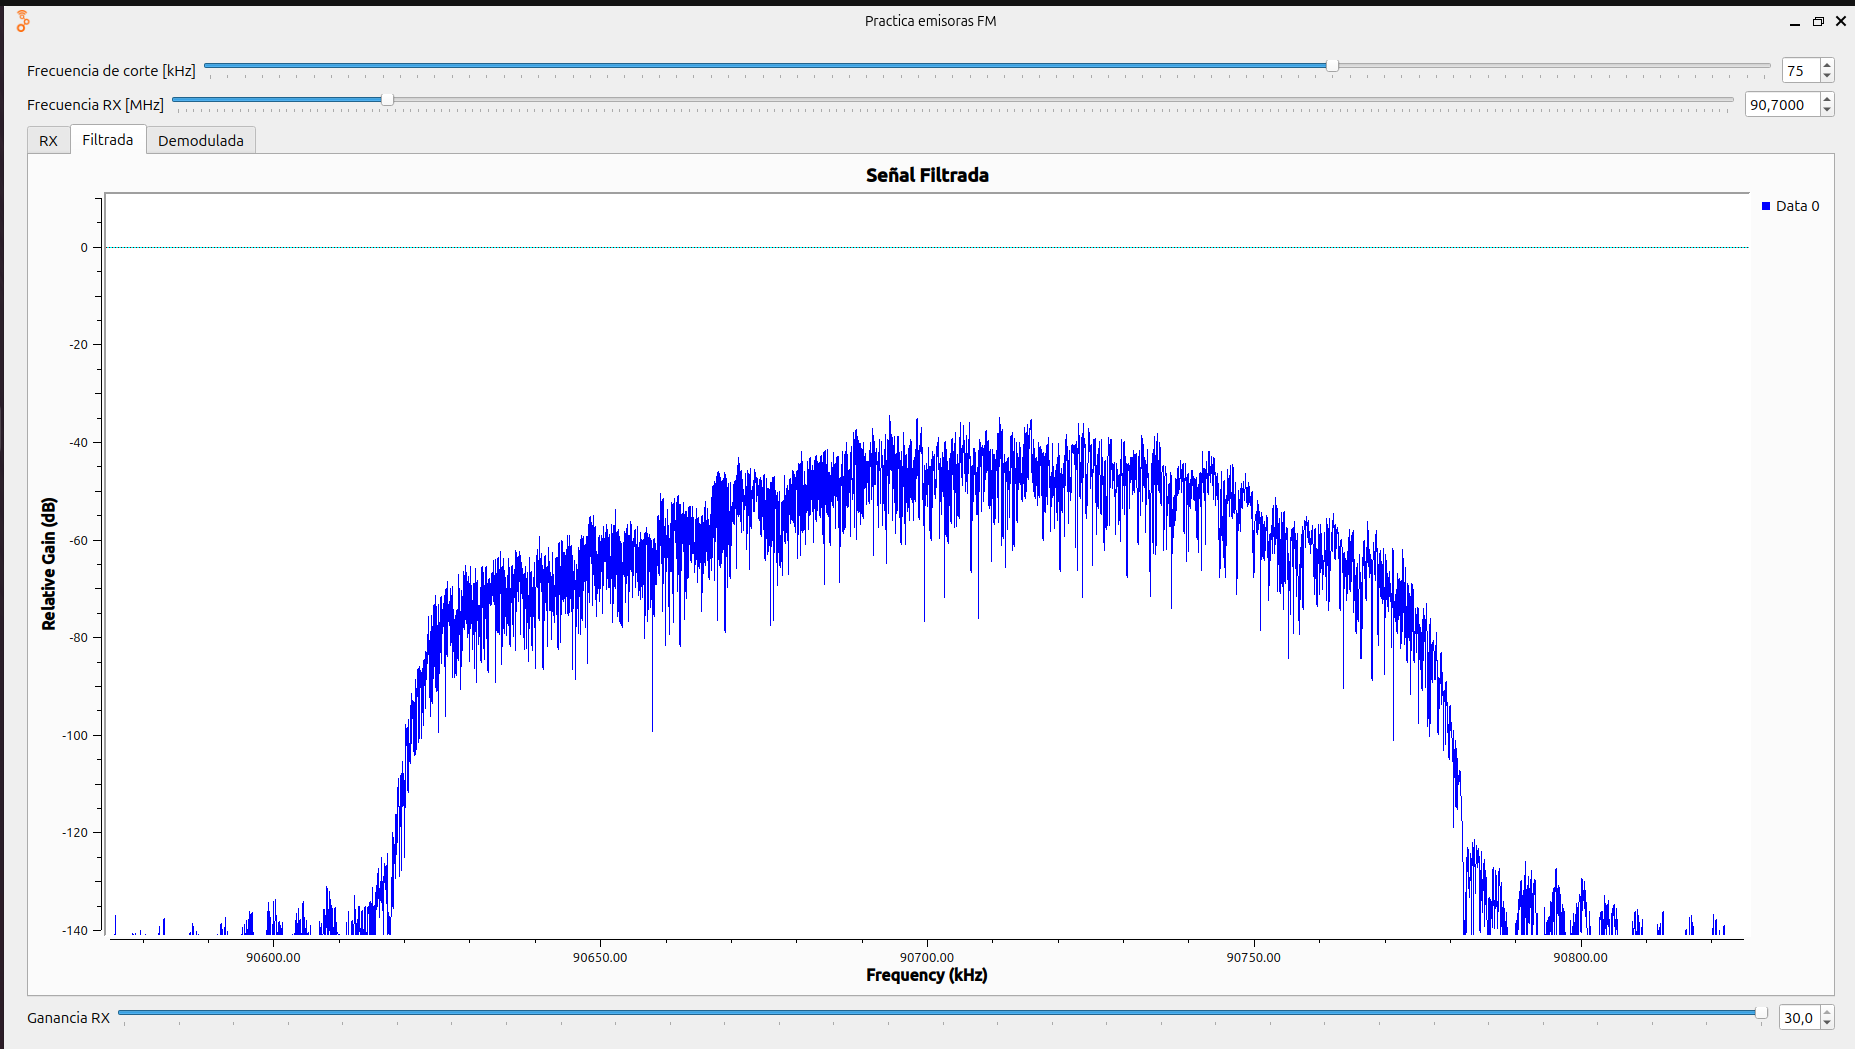 Practica emisoras FM
Frecuencia de corte [kHz] 75
Frecuencia RX [MHz] 90,7000
RX Filtrada Demodulada
Señal Filtrada
Data 0
0
-20
-40
-60
-80
-100
-120
-140
Relative Gain (dB)
90600.00 90650.00 90700.00 90750.00 90800.00
Frequency (kHz)
Ganancia RX 30,0